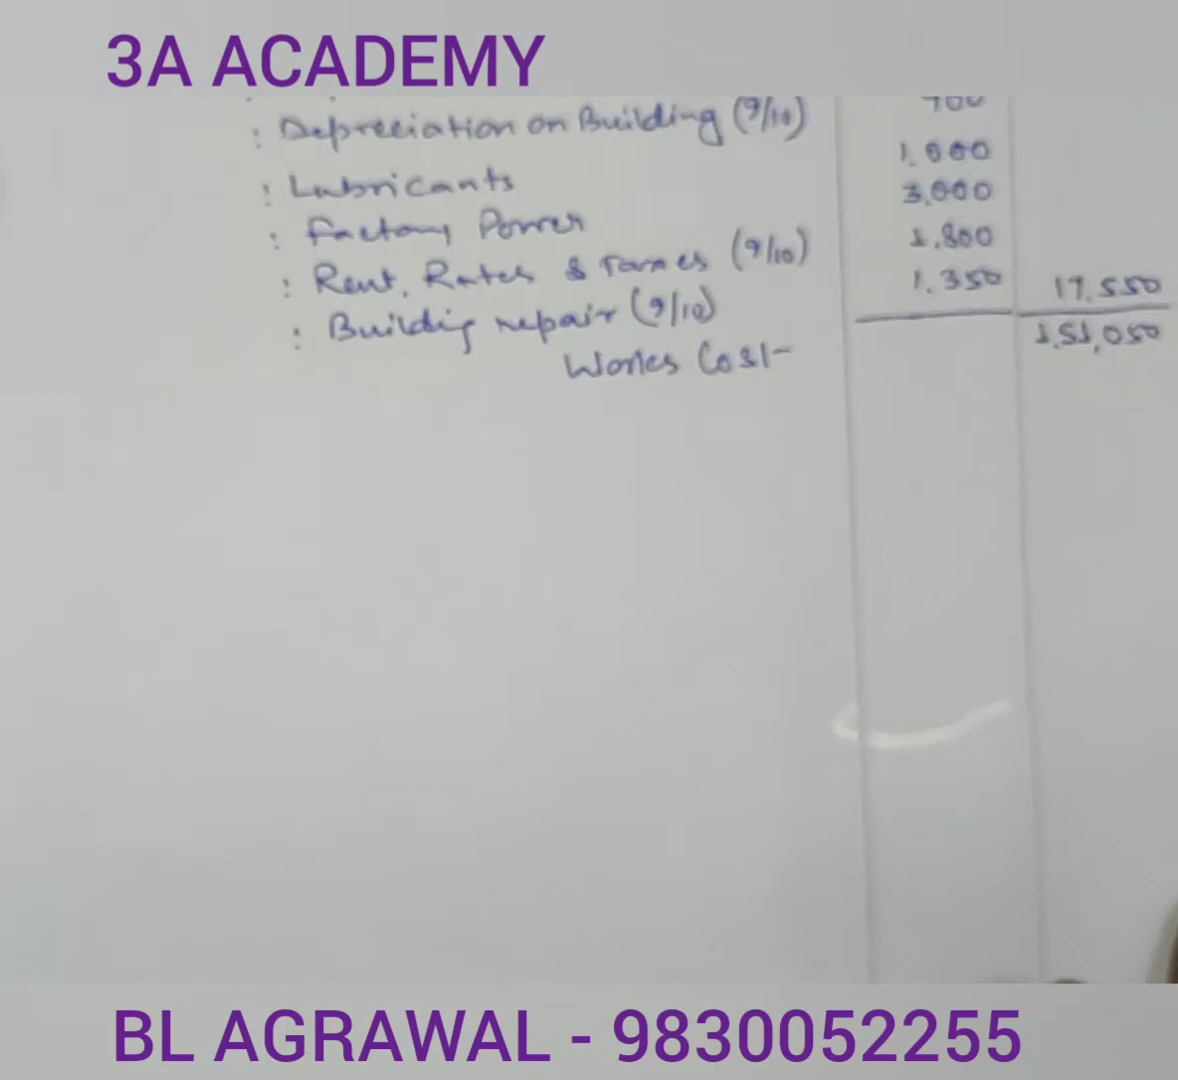 3A ACADEMY
: Depreciation on Building (9/10) 900
: Lubricants 1,000
: Factory Power 3,000
: Rent, Rates & Taxes (9/10) 1,800
: Building repair (9/10) 1,350 17,550
Works Cost 1,51,050
BL AGRAWAL - 9830052255